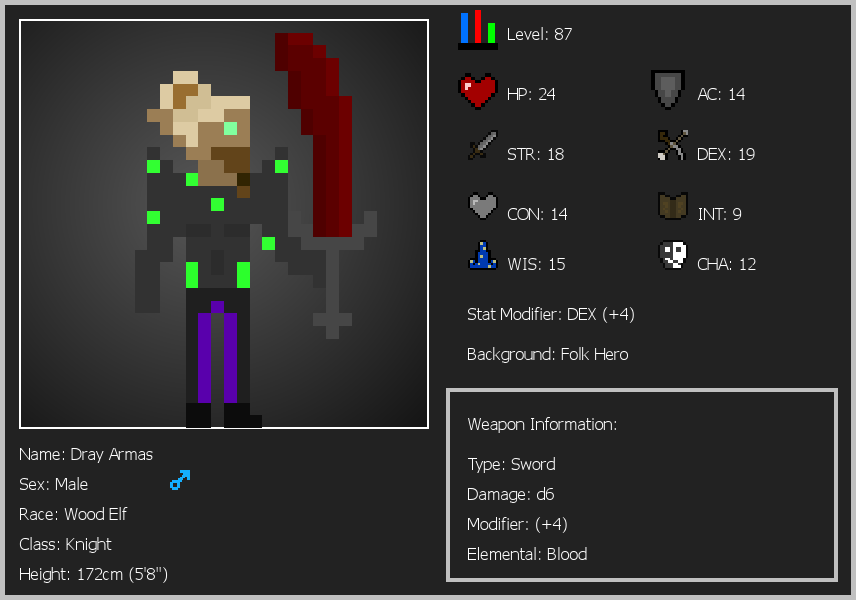 Level: 87
HP: 24
AC: 14
STR: 18
DEX: 19
CON: 14
INT: 9
WIS: 15
CHA: 12
Stat Modifier: DEX (+4)
Background: Folk Hero
Weapon Information:
Type: Sword
Damage: d6
Modifier: (+4)
Elemental: Blood
Name: Dray Armas
Sex: Male
Race: Wood Elf
Class: Knight
Height: 172cm (5'8")